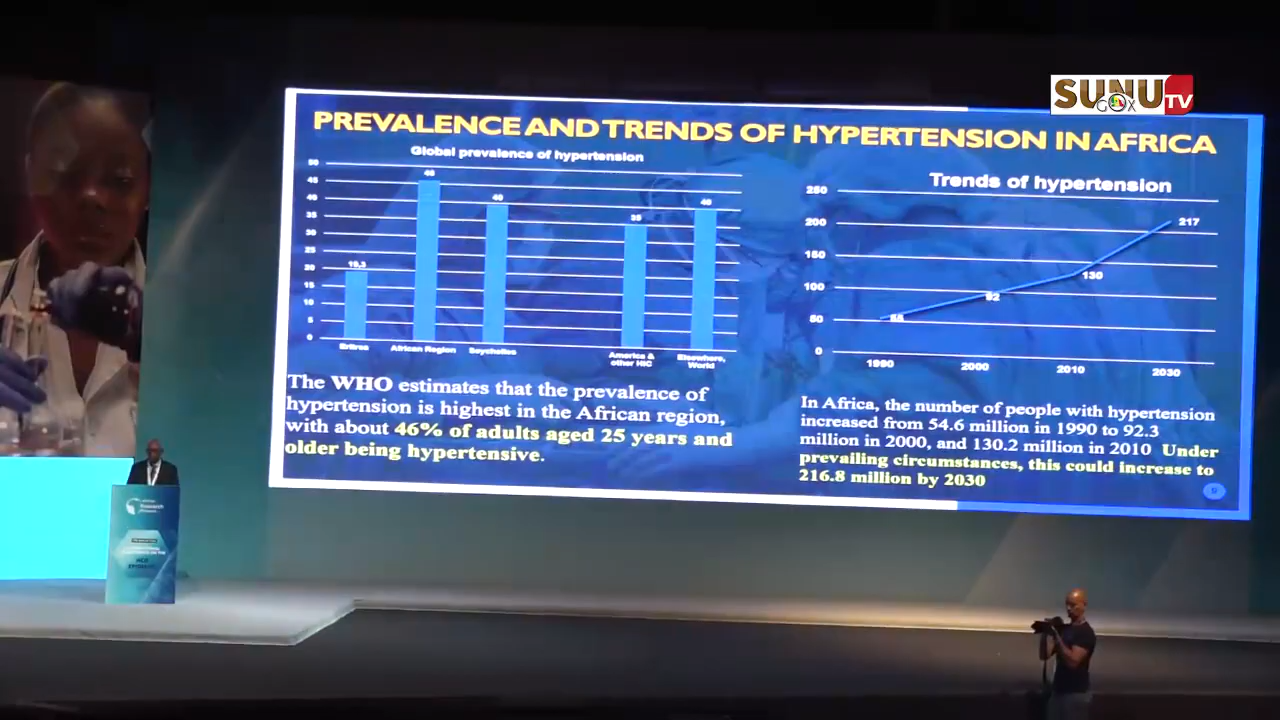 SUNU
GOX
TV
PREVALENCE AND TRENDS OF HYPERTENSION IN AFRICA
Global prevalence of hypertension
50
45
40
35
30
25
20
15
10
5
0
19,3
46
40
35
40
Eritrea
African Region
Seychelles
America & other HIC
Elsewhere, World
The WHO estimates that the prevalence of
hypertension is highest in the African region,
with about 46% of adults aged 25 years and
older being hypertensive.
Trends of hypertension
250
200
150
100
50
0
92
130
217
1990
2000
2010
2030
In Africa, the number of people with hypertension
increased from 54.6 million in 1990 to 92.3
million in 2000, and 130.2 million in 2010 Under
prevailing circumstances, this could increase to
216.8 million by 2030
9
Research